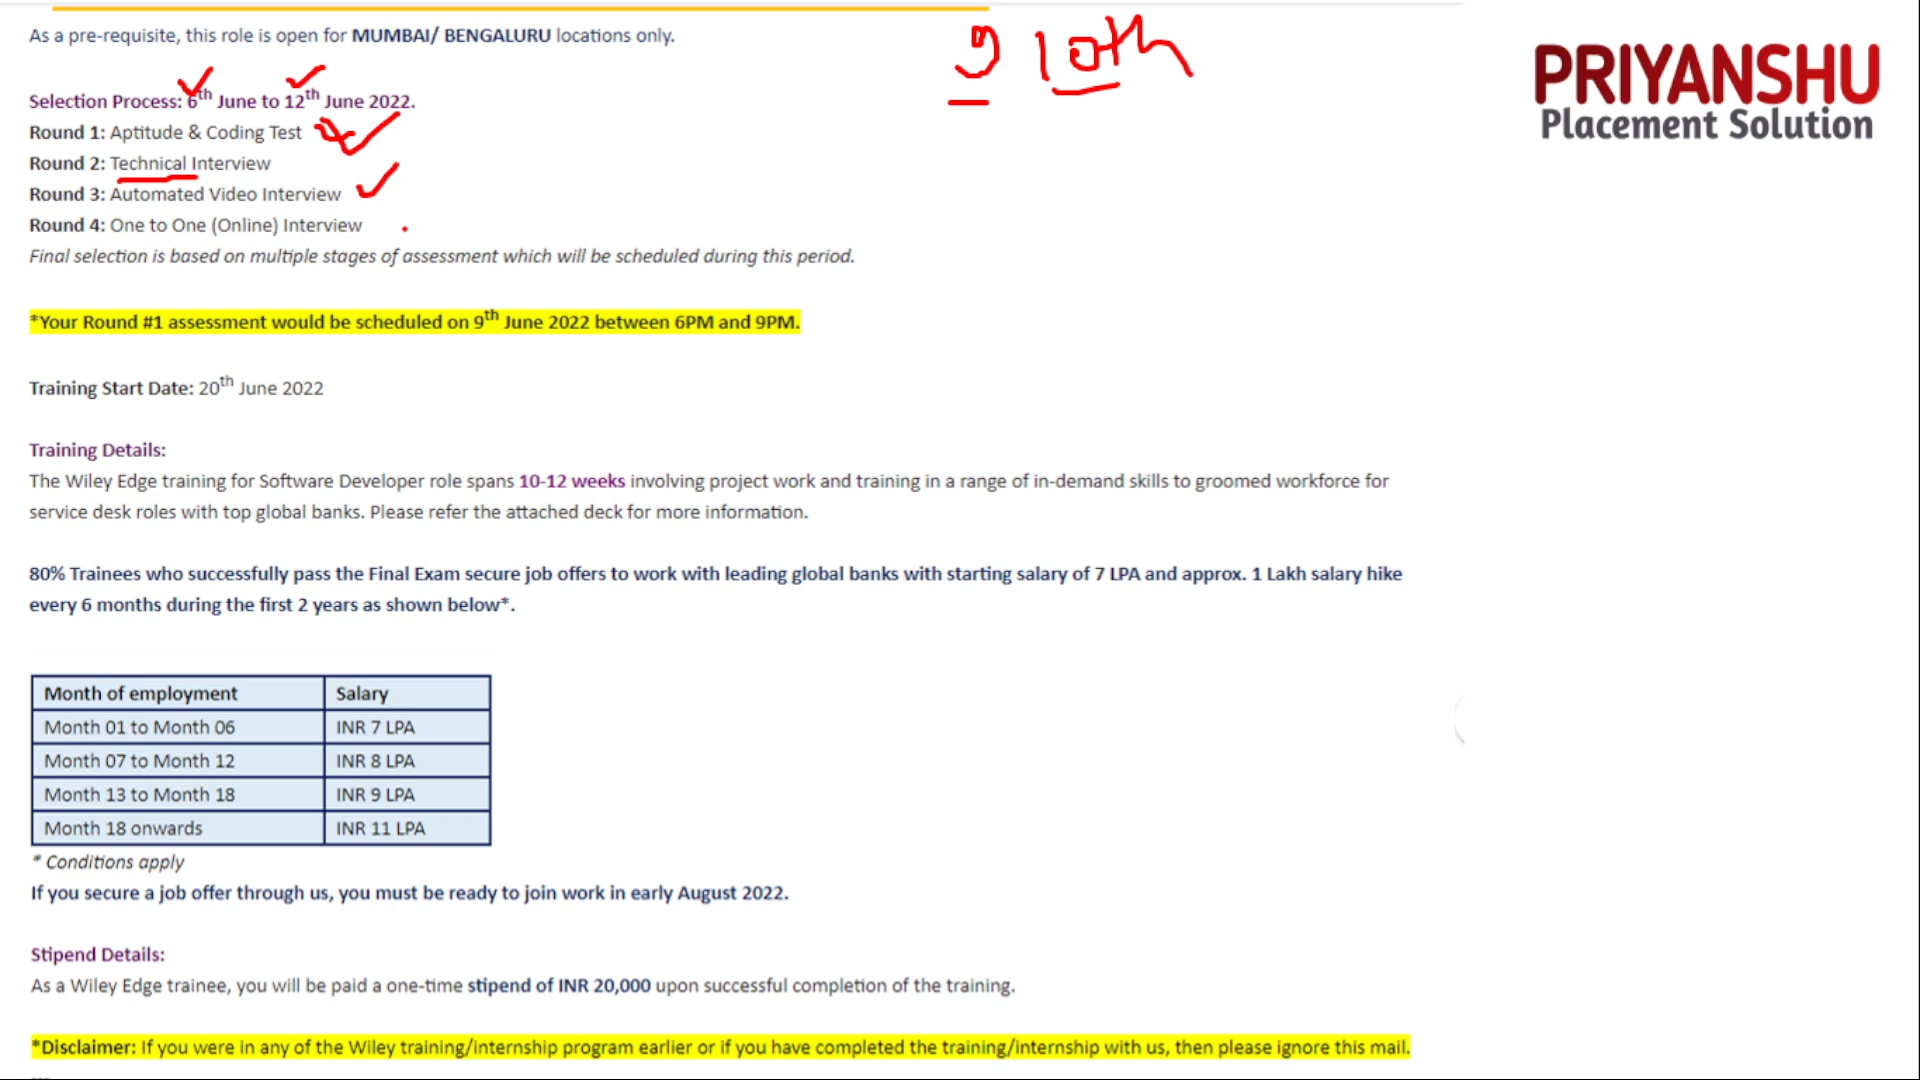 As a pre-requisite, this role is open for MUMBAI/ BENGALURU locations only.
9 10th
PRIYANSHU
Placement Solution
Selection Process: 6th June to 12th June 2022.
Round 1: Aptitude & Coding Test
Round 2: Technical Interview
Round 3: Automated Video Interview
Round 4: One to One (Online) Interview
Final selection is based on multiple stages of assessment which will be scheduled during this period.
*Your Round #1 assessment would be scheduled on 9th June 2022 between 6PM and 9PM.
Training Start Date: 20th June 2022
Training Details:
The Wiley Edge training for Software Developer role spans 10-12 weeks involving project work and training in a range of in-demand skills to groomed workforce for
service desk roles with top global banks. Please refer the attached deck for more information.
80% Trainees who successfully pass the Final Exam secure job offers to work with leading global banks with starting salary of 7 LPA and approx. 1 Lakh salary hike
every 6 months during the first 2 years as shown below*.
Month of employment Salary
Month 01 to Month 06 INR 7 LPA
Month 07 to Month 12 INR 8 LPA
Month 13 to Month 18 INR 9 LPA
Month 18 onwards INR 11 LPA
* Conditions apply
If you secure a job offer through us, you must be ready to join work in early August 2022.
Stipend Details:
As a Wiley Edge trainee, you will be paid a one-time stipend of INR 20,000 upon successful completion of the training.
*Disclaimer: If you were in any of the Wiley training/internship program earlier or if you have completed the training/internship with us, then please ignore this mail.